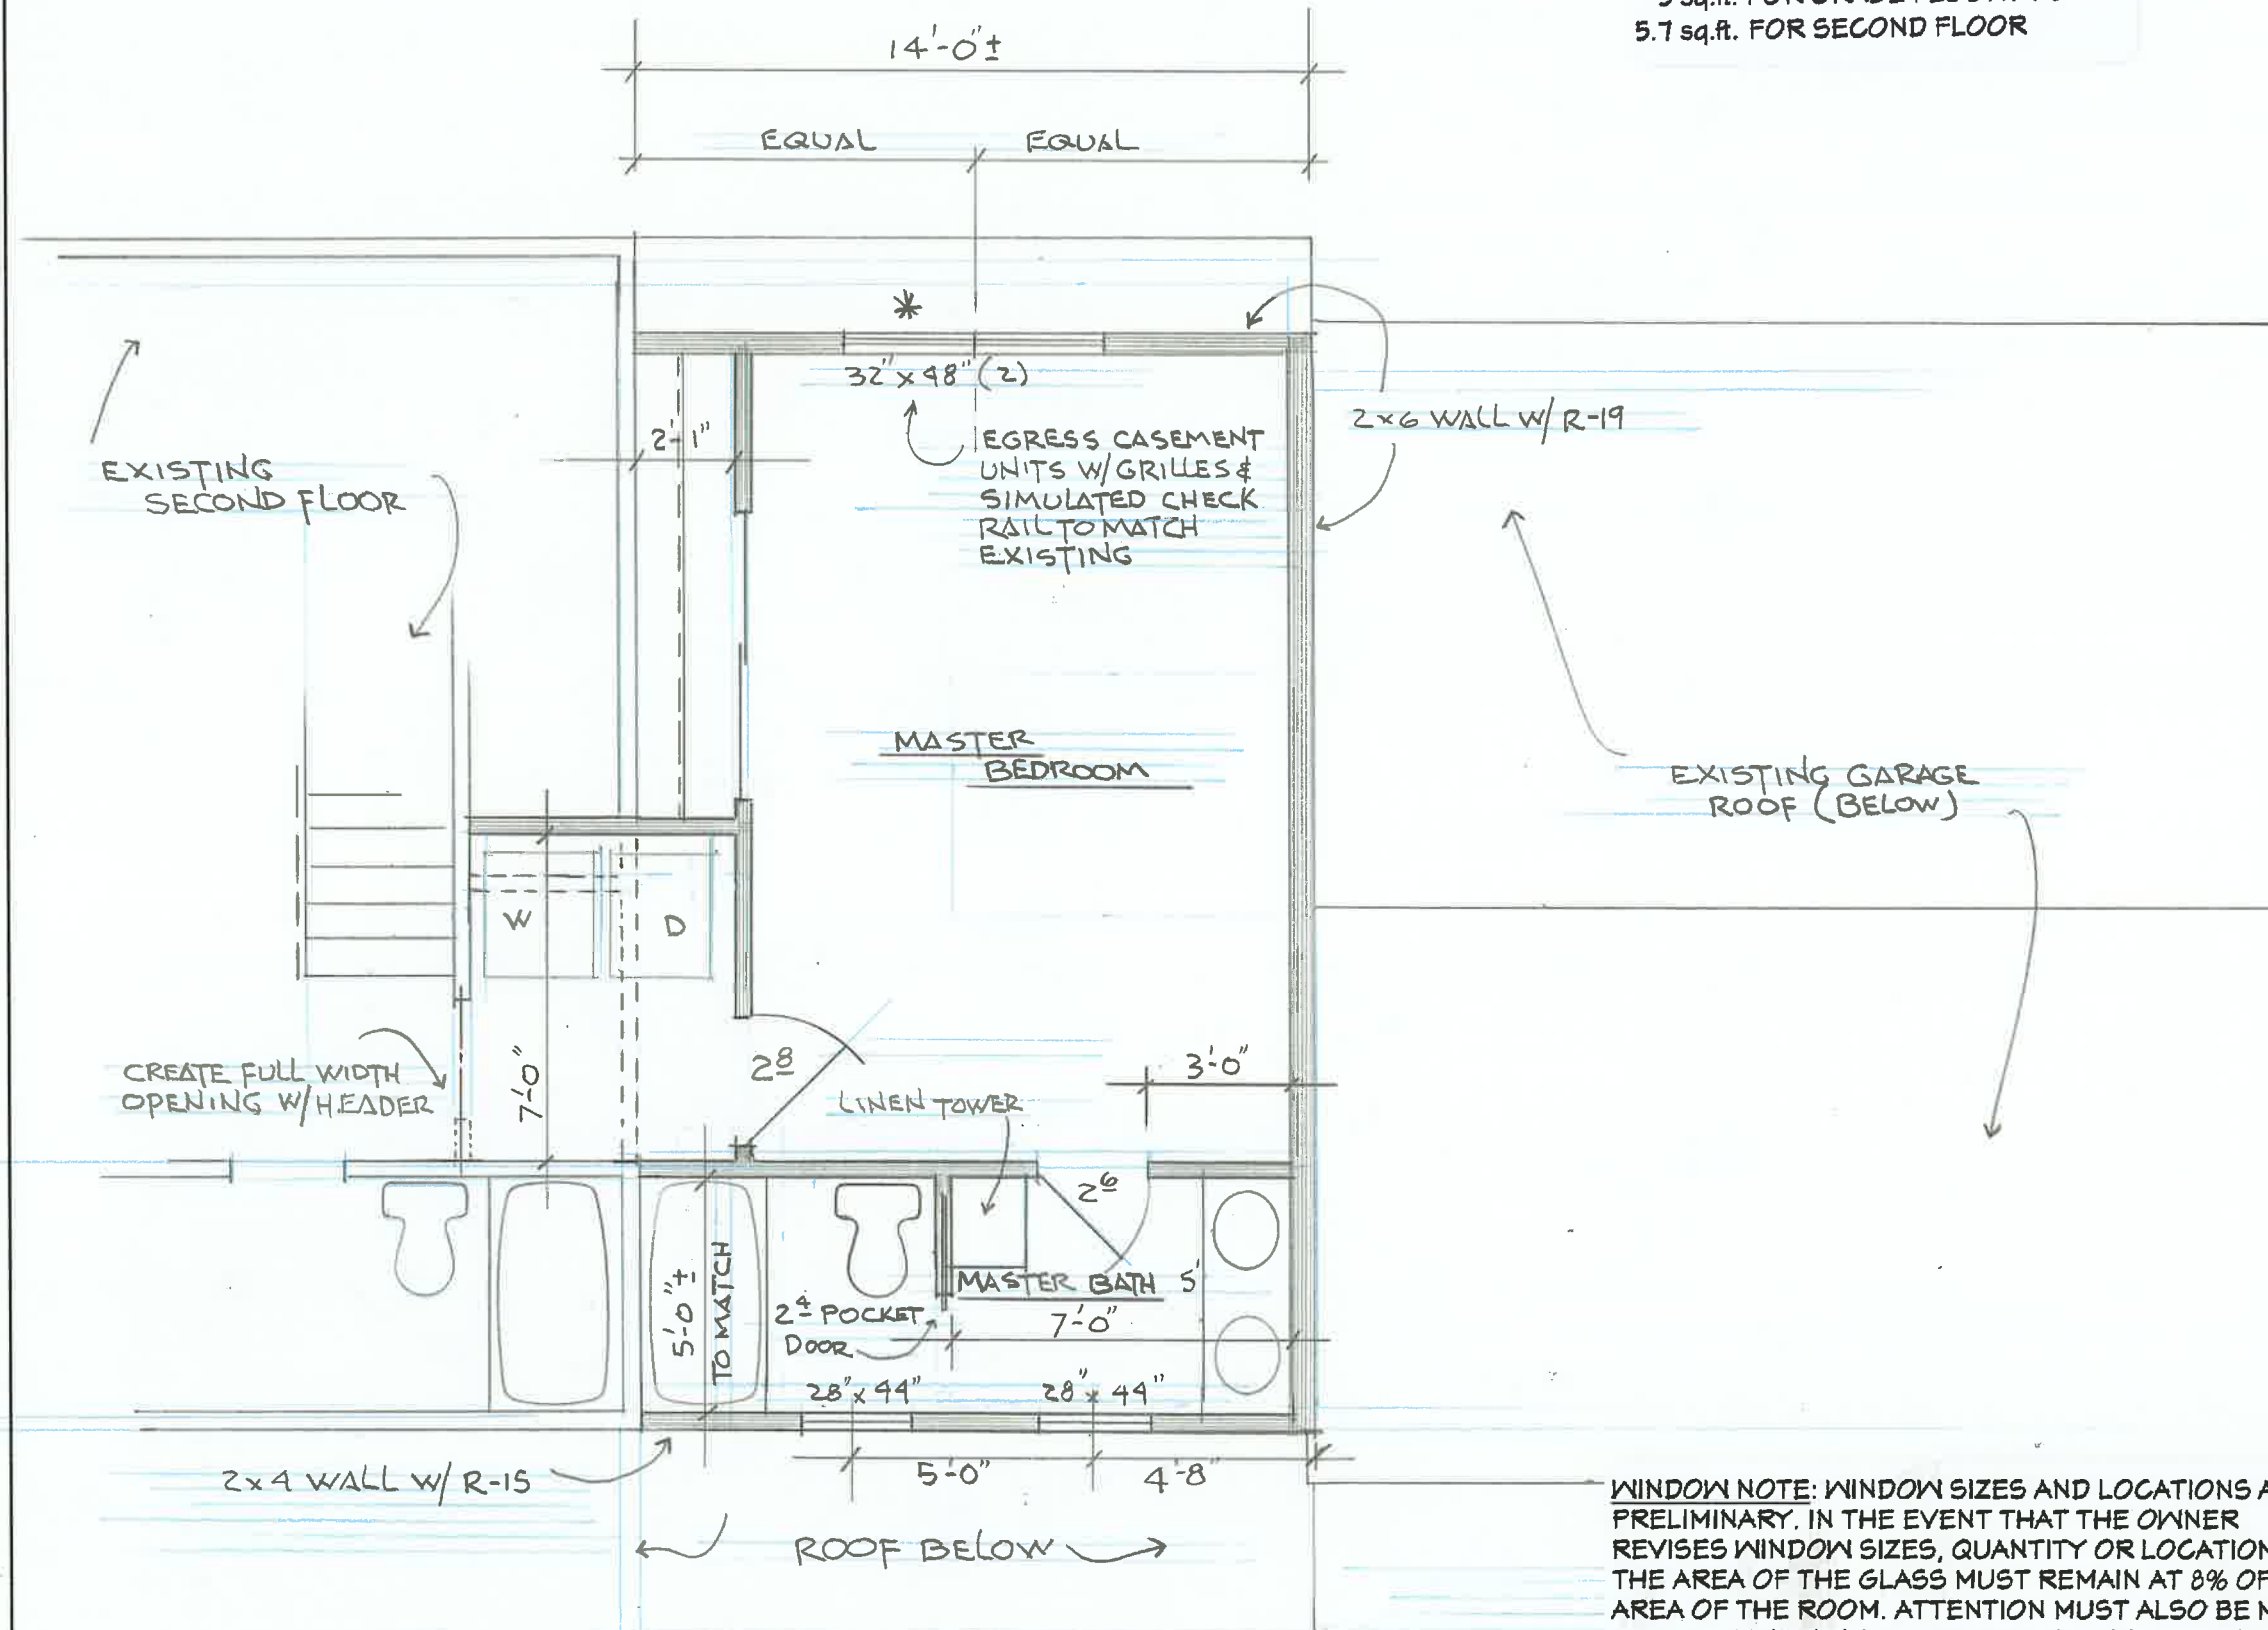 5.7 sq.ft. FOR SECOND FLOOR
14'-0"±
EQUAL
EQUAL
*
32" x 48" (2)
2'-1"
EGRESS CASEMENT
UNITS W/ GRILLES &
SIMULATED CHECK
RAIL TO MATCH
EXISTING
2x6 WALL W/ R-19
EXISTING
SECOND FLOOR
MASTER
BEDROOM
EXISTING GARAGE
ROOF (BELOW)
W
D
CREATE FULL WIDTH
OPENING W/ HEADER
7'-0"
2⁸
3'-0"
LINEN TOWER
2⁶
5'-0"±
TO MATCH
MASTER BATH 5'
2⁴ POCKET
DOOR
7'-0"
28" x 44"
28" x 44"
5'-0"
4'-8"
2x4 WALL W/ R-15
ROOF BELOW
WINDOW NOTE: WINDOW SIZES AND LOCATIONS
PRELIMINARY. IN THE EVENT THAT THE OWNER
REVISES WINDOW SIZES, QUANTITY OR LOCATION
THE AREA OF THE GLASS MUST REMAIN AT 8% OF
AREA OF THE ROOM. ATTENTION MUST ALSO BE